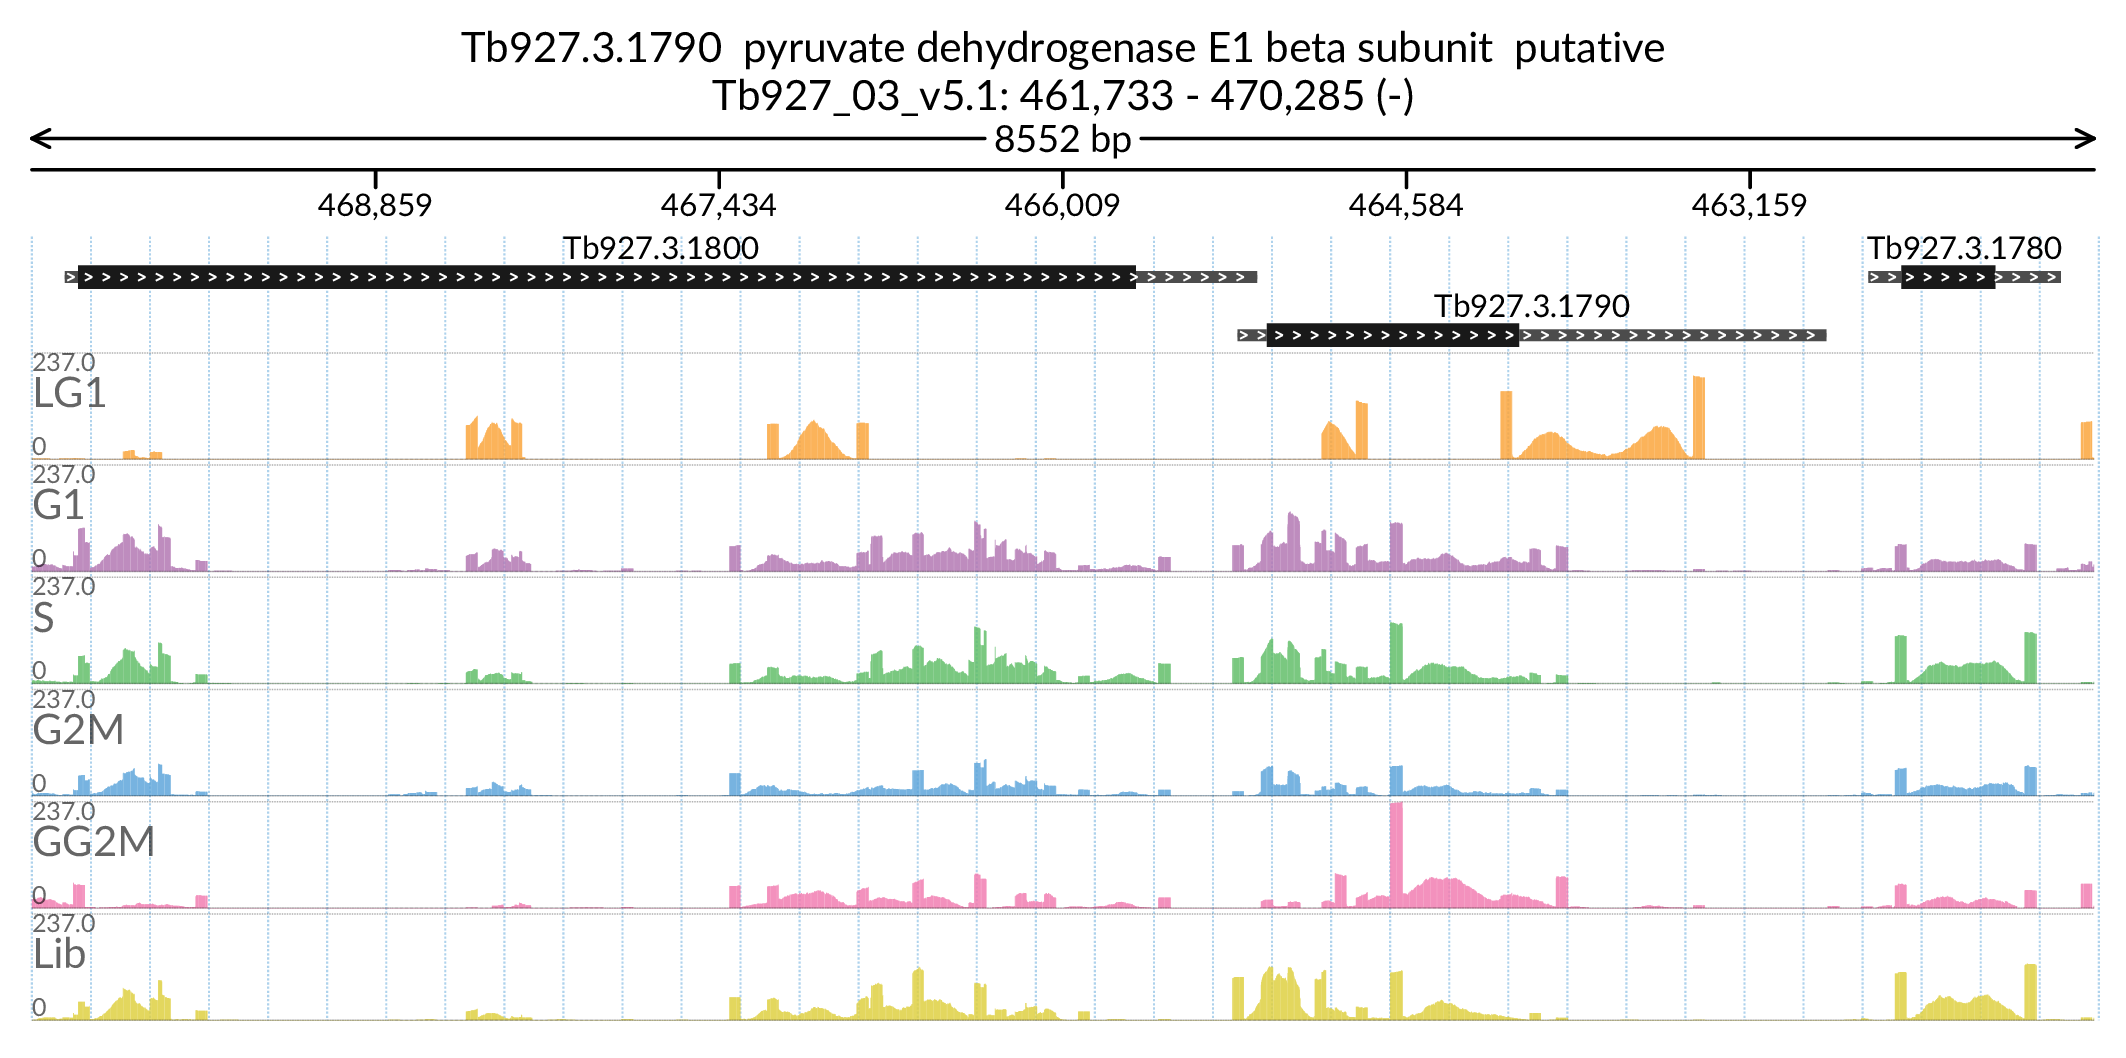 Tb927.3.1790  pyruvate dehydrogenase E1 beta subunit  putative
Tb927_03_v5.1: 461,733 - 470,285 (-)
8552 bp
468,859 467,434 466,009 464,584 463,159
Tb927.3.1800 Tb927.3.1780
Tb927.3.1790
237.0
LG1
0
237.0
G1
0
237.0
S
0
237.0
G2M
0
237.0
GG2M
0
237.0
Lib
0